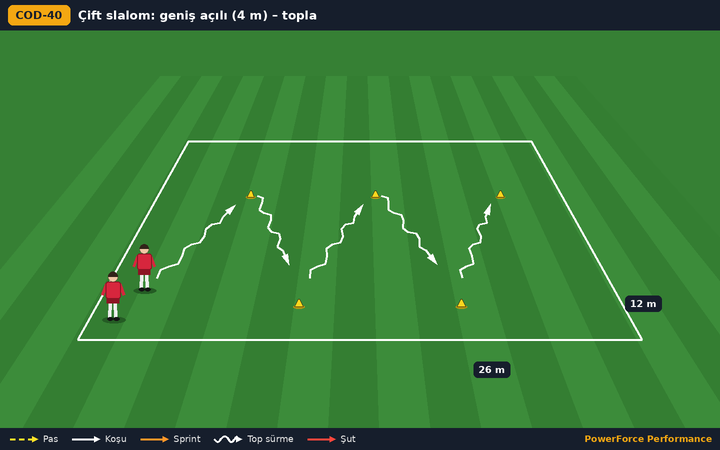 COD-40 Çift slalom: geniş açılı (4 m) – topla
12 m
26 m
Pas Koşu Sprint Top sürme Şut PowerForce Performance